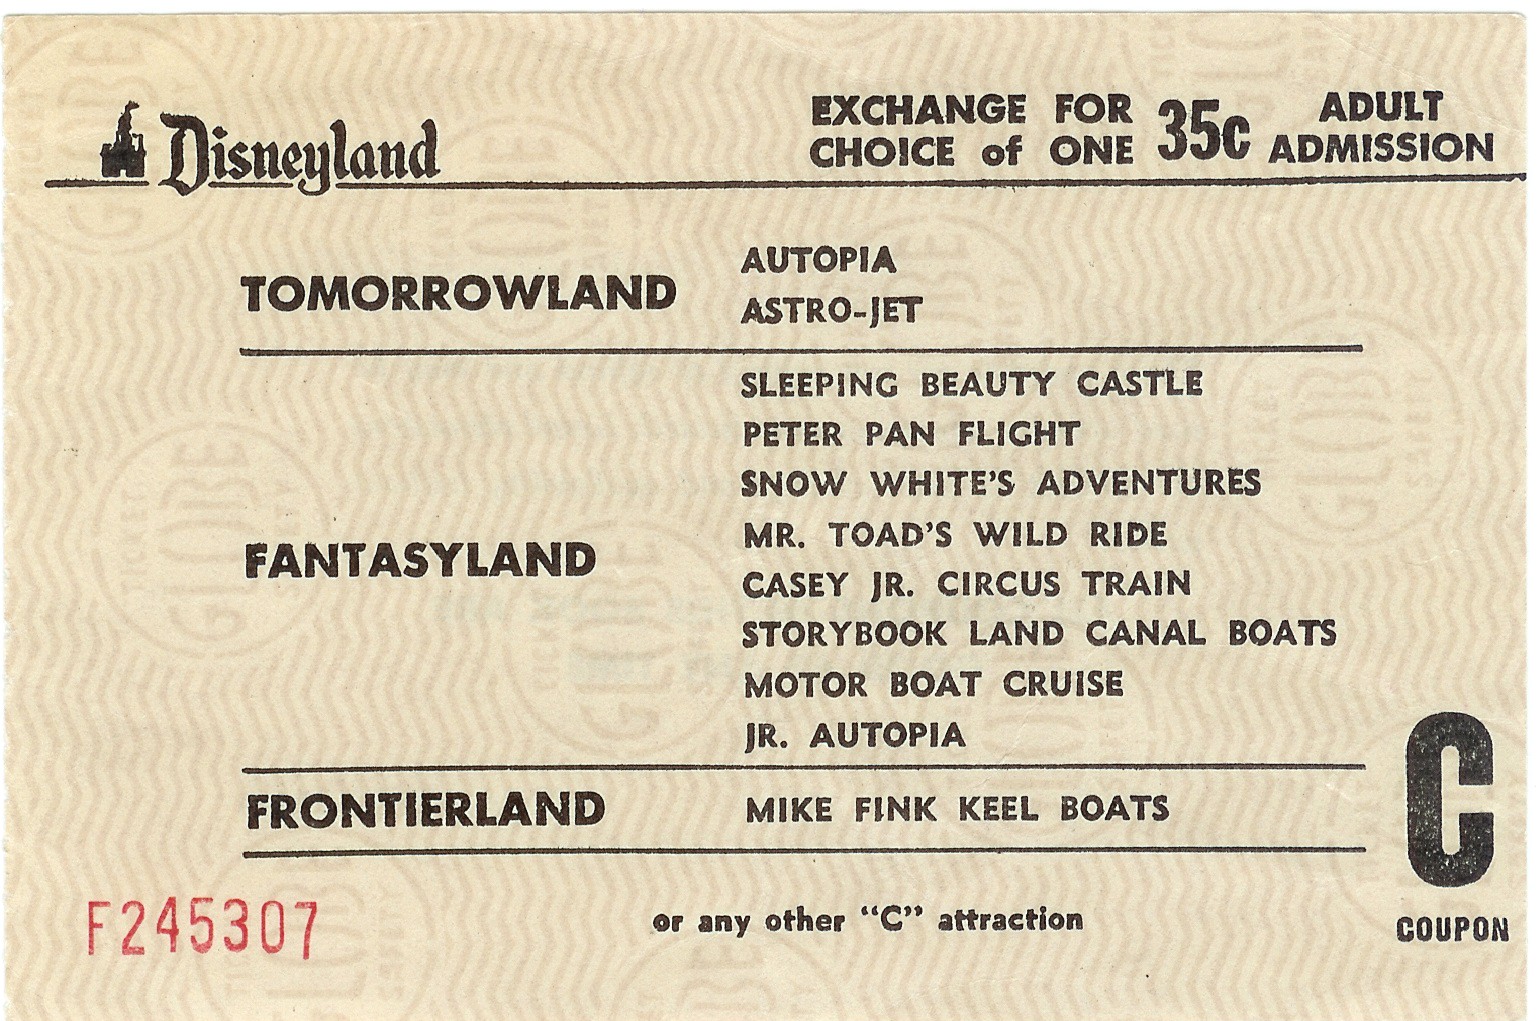 Disneyland
EXCHANGE FOR
CHOICE of ONE
35c
ADULT
ADMISSION
TOMORROWLAND
AUTOPIA
ASTRO-JET
FANTASYLAND
SLEEPING BEAUTY CASTLE
PETER PAN FLIGHT
SNOW WHITE'S ADVENTURES
MR. TOAD'S WILD RIDE
CASEY JR. CIRCUS TRAIN
STORYBOOK LAND CANAL BOATS
MOTOR BOAT CRUISE
JR. AUTOPIA
FRONTIERLAND
MIKE FINK KEEL BOATS
or any other "C" attraction
C
COUPON
F245307